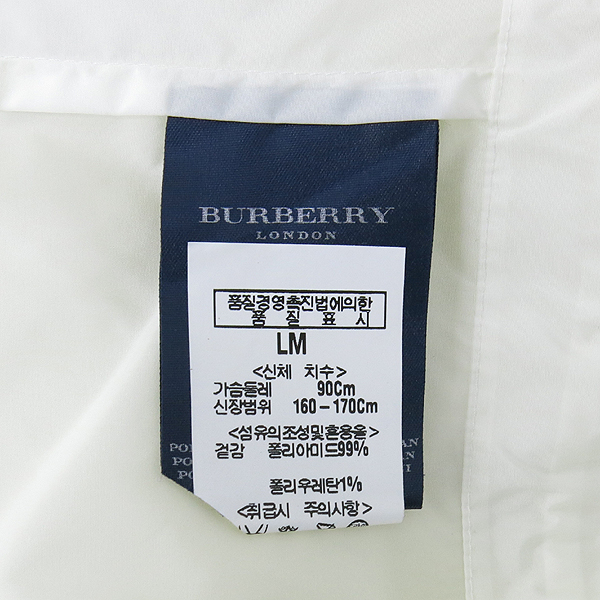 BURBERRY
LONDON
품질경영촉진법에의한
품 질 표 시
LM
<신체 치수>
가슴둘레 90Cm
신장범위 160-170Cm
<섬유의조성및혼용율>
겉감 폴리아미드99%
폴리우레탄1%
<취급시 주의사항>